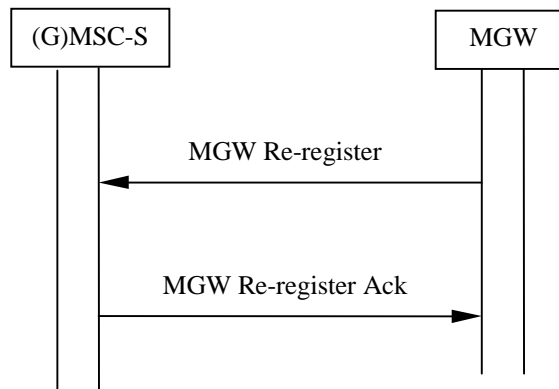 (G)MSC-S
MGW
MGW Re-register
MGW Re-register Ack